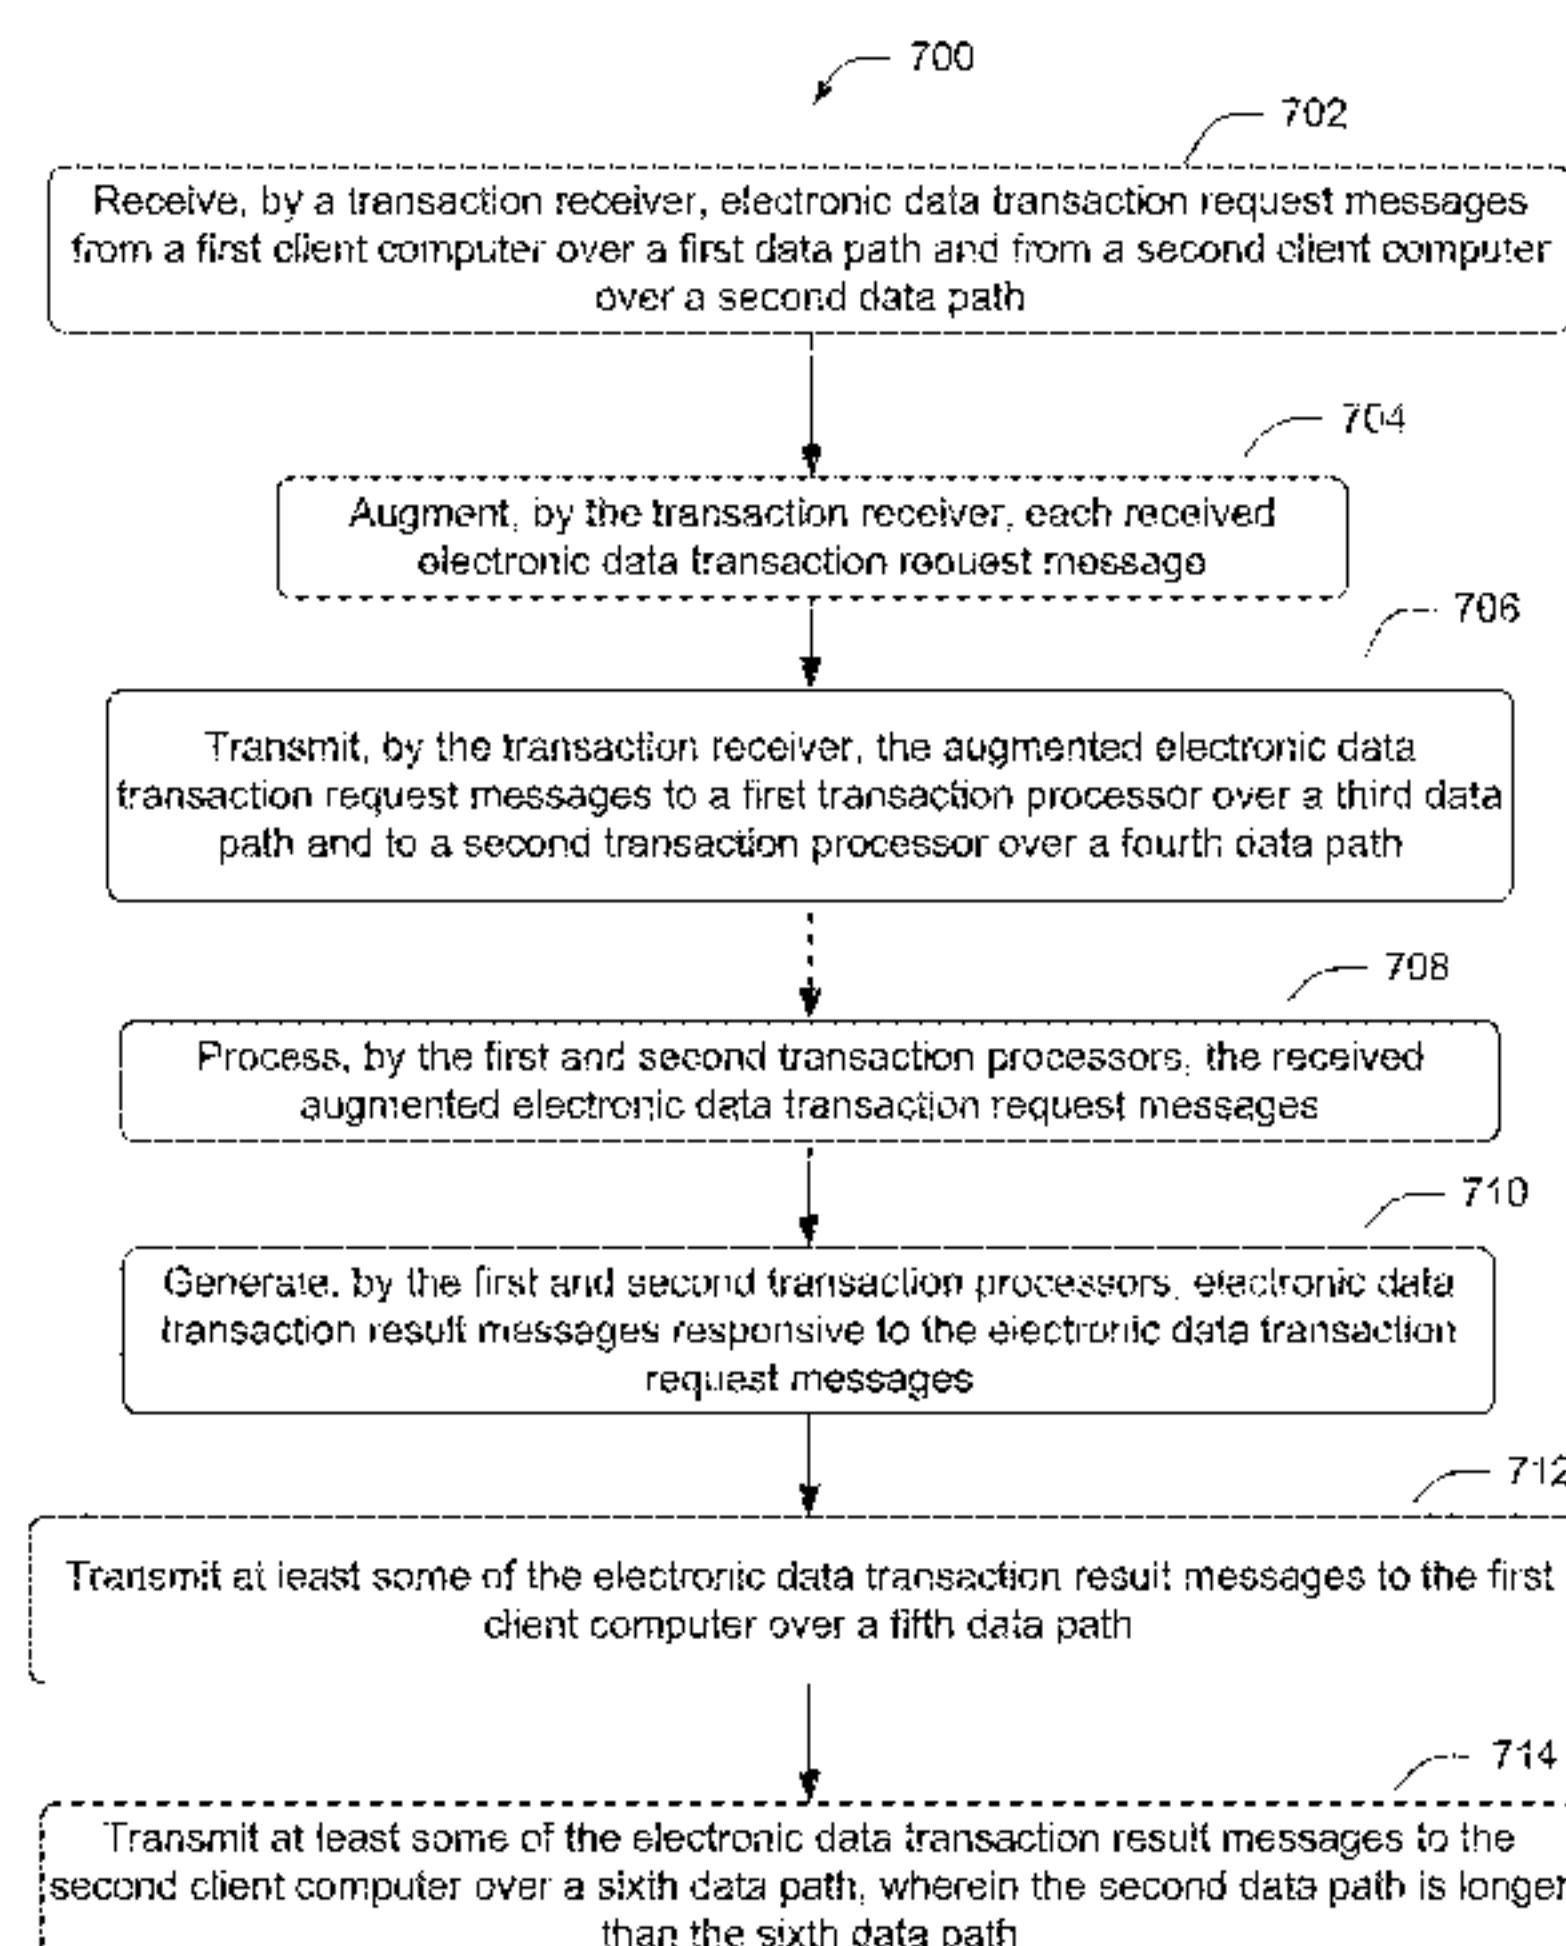 700
702
Receive, by a transaction receiver, electronic data transaction request messages
from a first client computer over a first data path and from a second client computer
over a second data path
704
Augment, by the transaction receiver, each received
electronic data transaction request message
706
Transmit, by the transaction receiver, the augmented electronic data
transaction request messages to a first transaction processor over a third data
path and to a second transaction processor over a fourth data path
708
Process, by the first and second transaction processors, the received
augmented electronic data transaction request messages
710
Generate, by the first and second transaction processors, electronic data
transaction result messages responsive to the electronic data transaction
request messages
712
Transmit at least some of the electronic data transaction result messages to the first
client computer over a fifth data path
714
Transmit at least some of the electronic data transaction result messages to the
second client computer over a sixth data path, wherein the second data path is longer
than the sixth data path